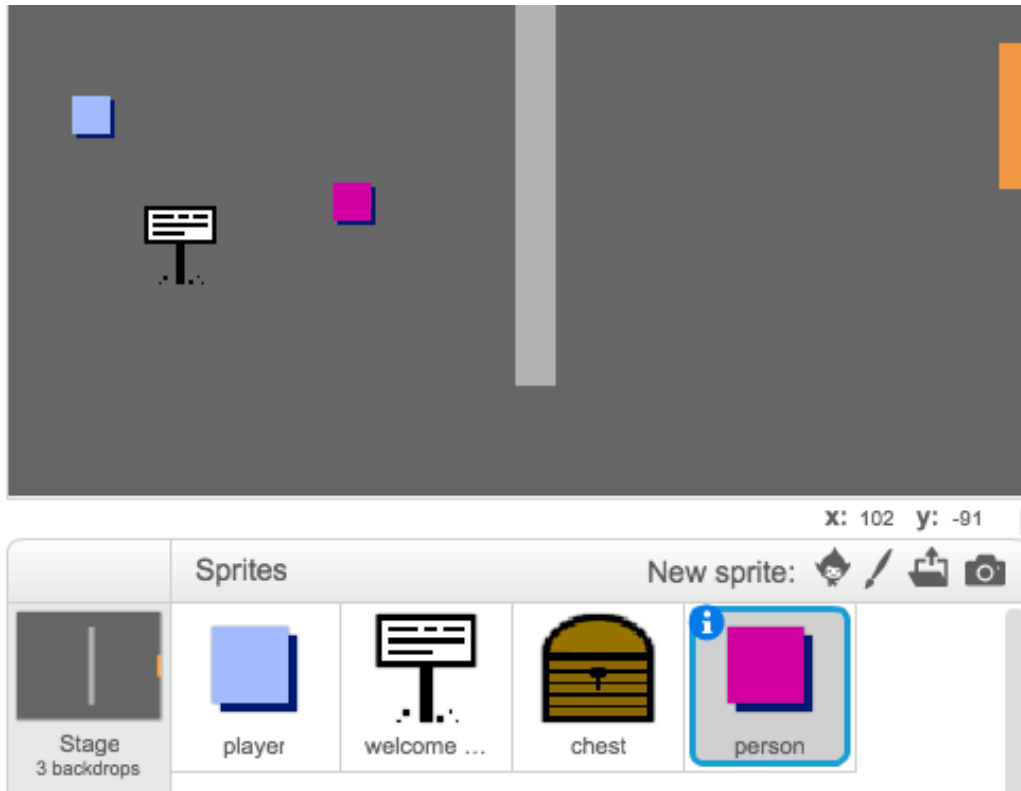 x: 102 y: -91
Sprites
New sprite:
Stage
3 backdrops
player
welcome ...
chest
person